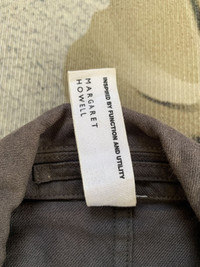 MARGARET
HOWELL
INSPIRED BY FUNCTION AND UTILITY